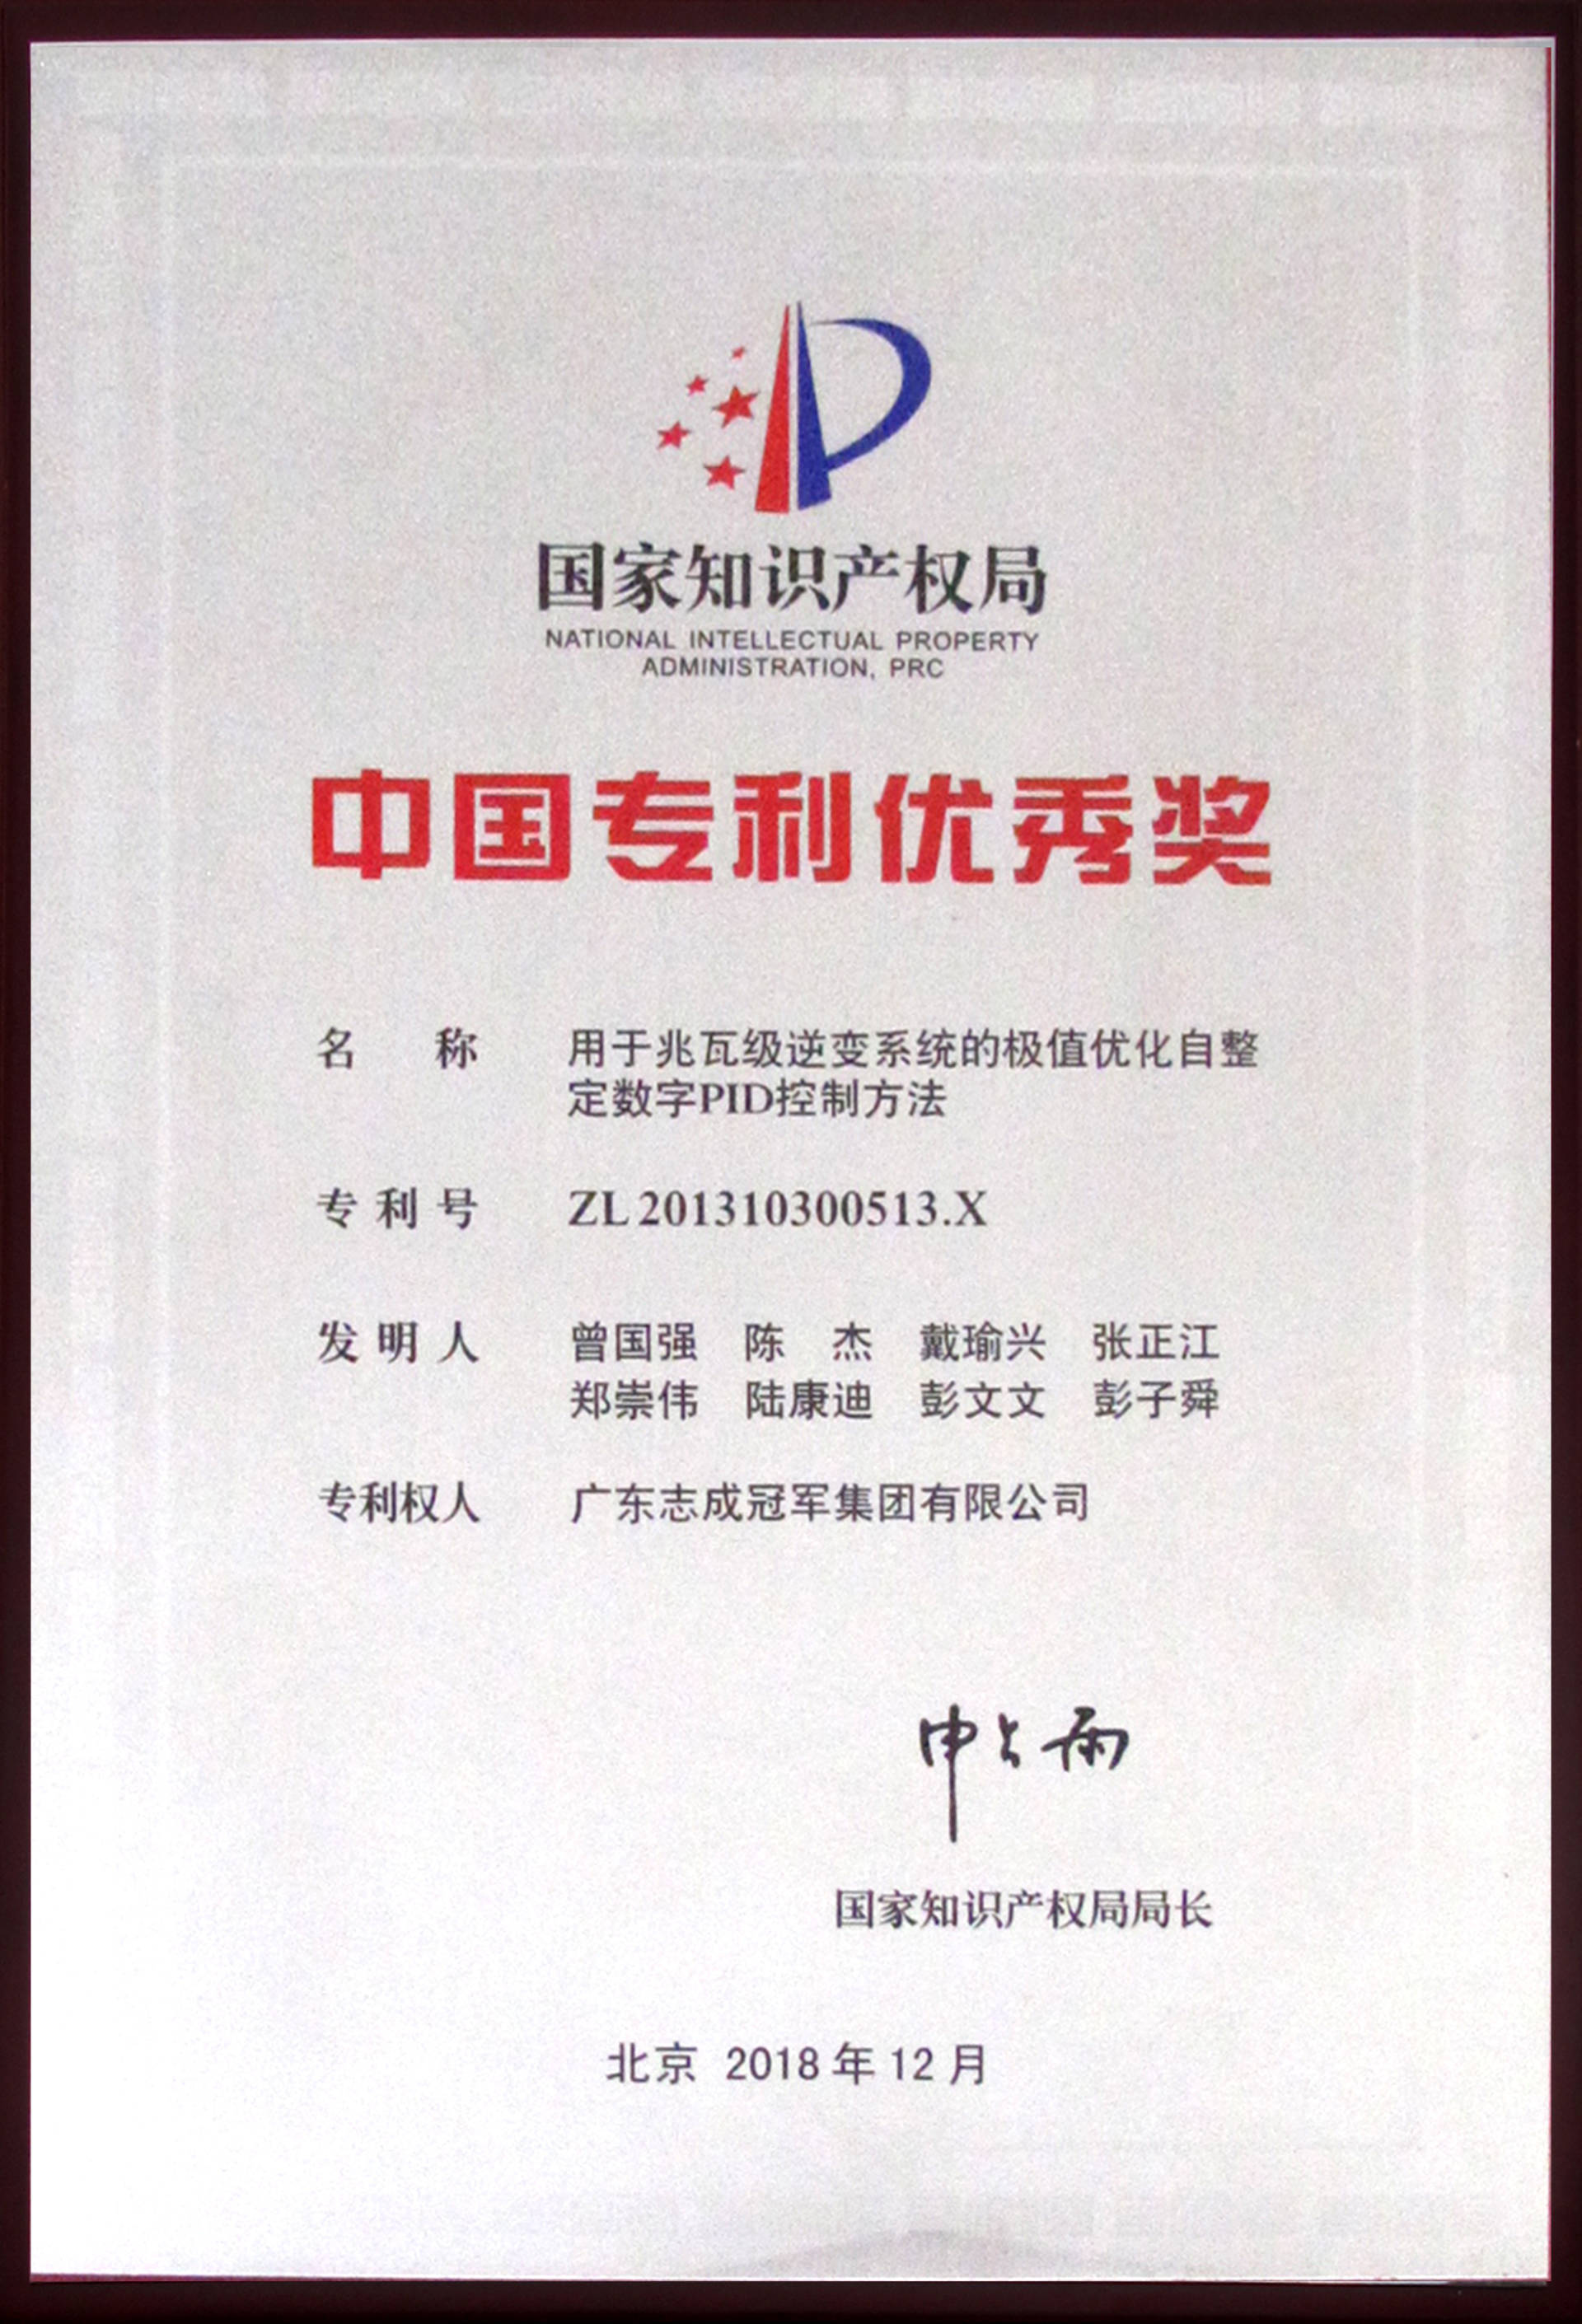 国家知识产权局
NATIONAL INTELLECTUAL PROPERTY
ADMINISTRATION, PRC
中国专利优秀奖
名 称 用于兆瓦级逆变系统的极值优化自整
定数字PID控制方法
专利号 ZL 201310300513.X
发明人 曾国强 陈 杰 戴瑜兴 张正江
郑崇伟 陆康迪 彭文文 彭子舜
专利权人 广东志成冠军集团有限公司
申长雨
国家知识产权局局长
北京 2018年12月